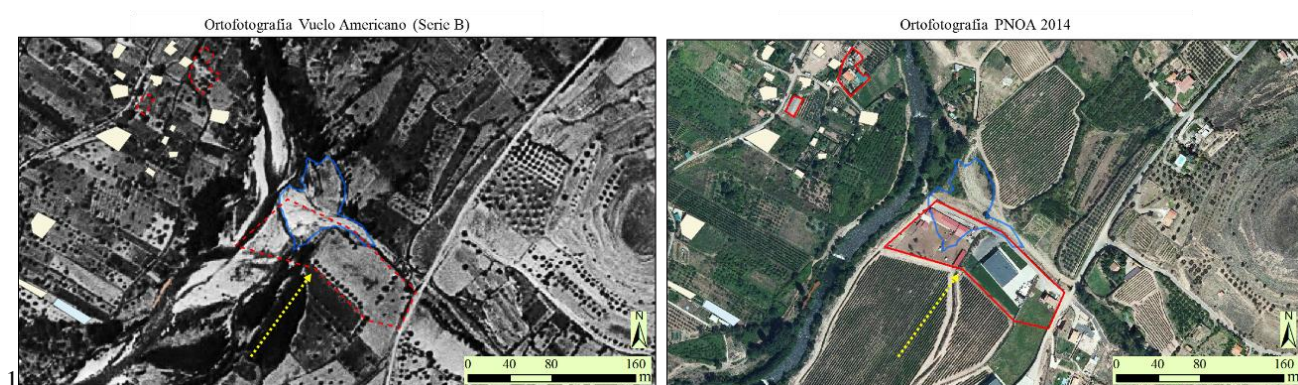 Ortofotografía Vuelo Americano (Serie B)
Ortofotografía PNOA 2014
N
0 40 80 160
m
N
0 40 80 160
m
1